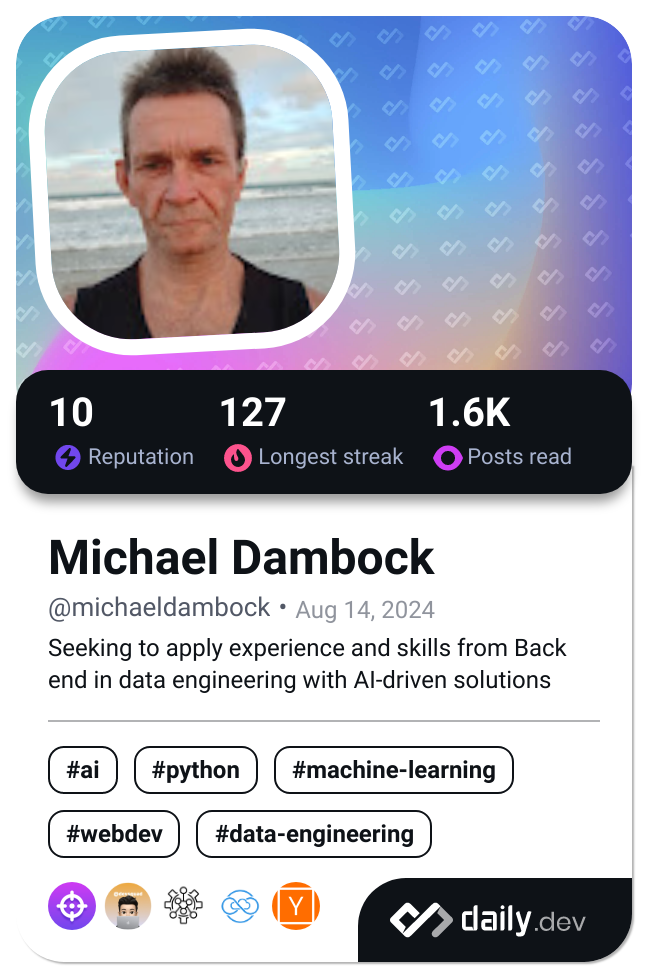 10 127 1.6K
Reputation Longest streak Posts read
Michael Dambock
@michaeldambock • Aug 14, 2024
Seeking to apply experience and skills from Back
end in data engineering with AI-driven solutions
#ai #python #machine-learning
#webdev #data-engineering
Y
daily.dev